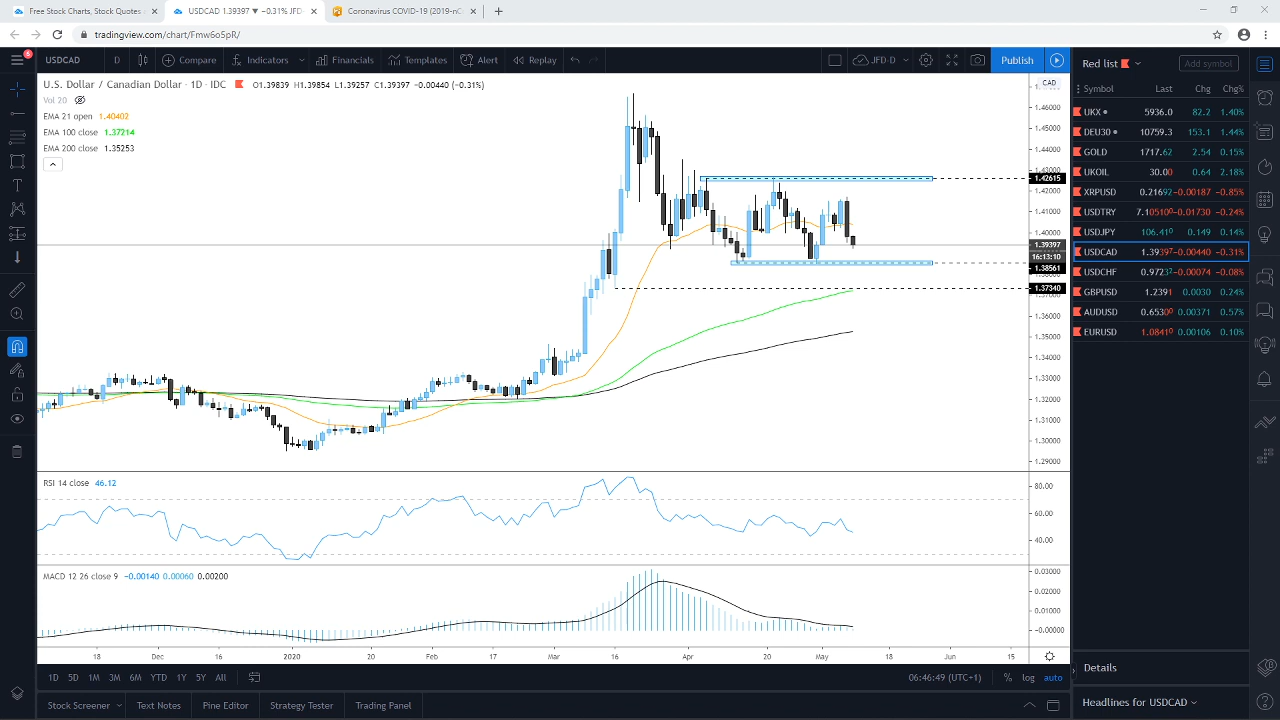 Free Stock Charts, Stock Quotes
USDCAD 1.39397 ▼ −0.31% JFD-
Coronavirus COVID-19 (2019-nC
tradingview.com/chart/Fmw6o5pR/
USDCAD D Compare Indicators Financials Templates Alert Replay JFD-D Publish
U.S. Dollar / Canadian Dollar · 1D · IDC O1.39839 H1.39854 L1.39257 C1.39397 −0.00440 (−0.31%)
Vol 20
EMA 21 open 1.40402
EMA 100 close 1.37214
EMA 200 close 1.35253
CAD
1.46000
1.45000
1.44000
1.43000
1.42615
1.42000
1.41000
1.40000
1.39397
16:13:10
1.38561
1.38000
1.37340
1.37000
1.36000
1.35000
1.34000
1.33000
1.32000
1.31000
1.30000
1.29000
RSI 14 close 46.12
80.00
60.00
40.00
MACD 12 26 close 9 −0.00140 0.00060 0.00200
0.03000
0.02000
0.01000
−0.00000
18 Dec 16 2020 20 Feb 17 Mar 16 Apr 20 May 18 Jun 15
1D 5D 1M 3M 6M YTD 1Y 5Y All 06:46:49 (UTC+1) % log auto
Stock Screener Text Notes Pine Editor Strategy Tester Trading Panel
Red list Add symbol
Symbol Last Chg Chg%
UKX 5936.0 82.2 1.40%
DEU30 10759.3 153.1 1.44%
GOLD 1717.62 2.54 0.15%
UKOIL 30.00 0.64 2.18%
XRPUSD 0.21692 −0.00187 −0.85%
USDTRY 7.10510 −0.01730 −0.24%
USDJPY 106.410 0.149 0.14%
USDCAD 1.39397 −0.00440 −0.31%
USDCHF 0.97232 −0.00074 −0.08%
GBPUSD 1.2391 0.0030 0.24%
AUDUSD 0.6530 0.00371 0.57%
EURUSD 1.08410 0.00106 0.10%
Details
Headlines for USDCAD